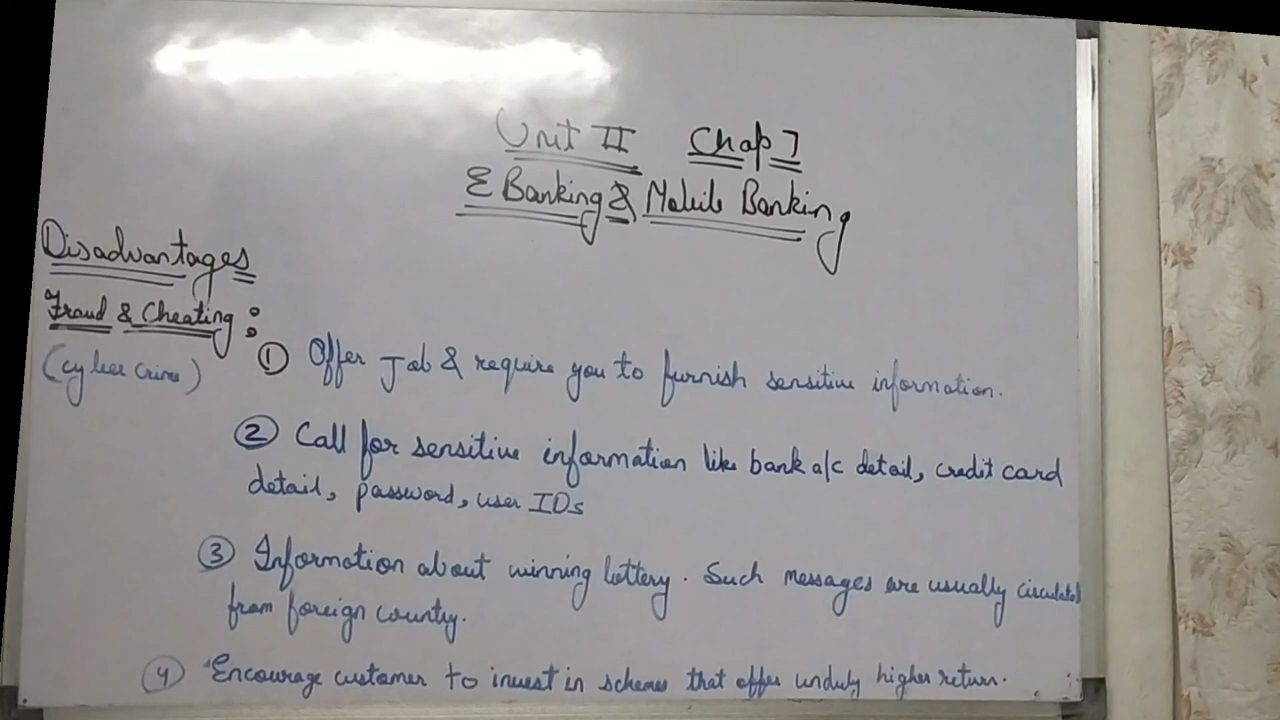 Unit II Chap 7
E Banking & Mobile Banking
Disadvantages
Fraud & Cheating :
(cyber crime)
① Offer Job & require you to furnish sensitive information.
② Call for sensitive information like bank a/c detail, credit card
detail, password, user IDs
③ Information about winning lottery. Such messages are usually circulated
from foreign country.
④ Encourage customer to invest in schemes that offer unduly higher return.